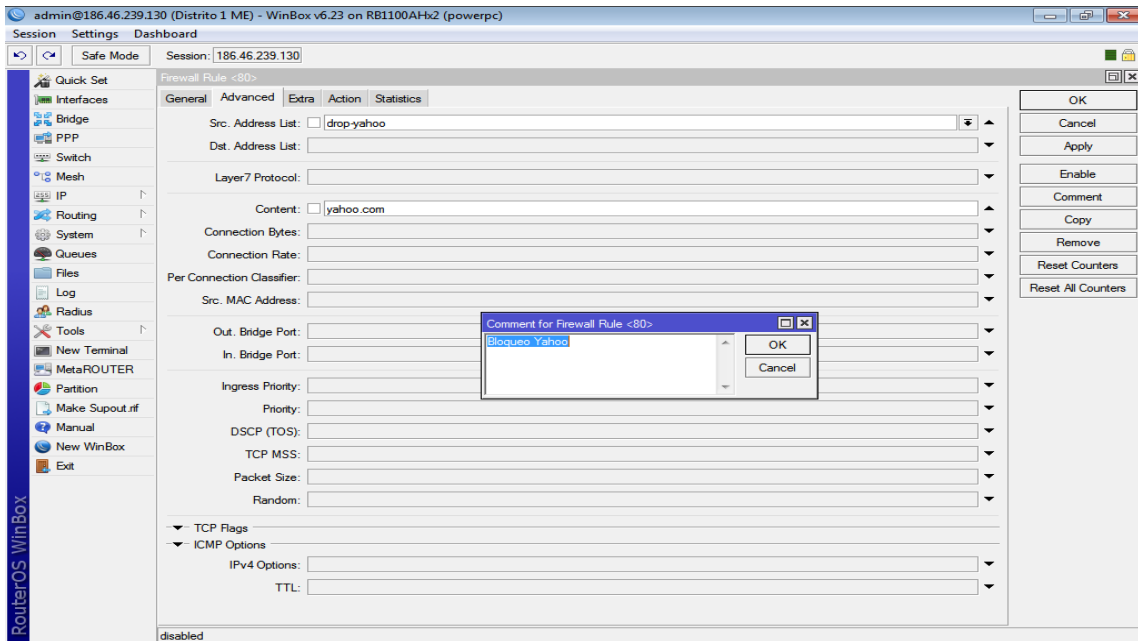 admin@186.46.239.130 (Distrito 1 ME) - WinBox v6.23 on RB1100AHx2 (powerpc)
Session Settings Dashboard
Safe Mode Session: 186.46.239.130
Quick Set
Interfaces
Bridge
PPP
Switch
Mesh
IP
Routing
System
Queues
Files
Log
Radius
Tools
New Terminal
MetaROUTER
Partition
Make Supout.rif
Manual
New WinBox
Exit
RouterOS WinBox
Firewall Rule <80>
General Advanced Extra Action Statistics
Src. Address List: drop-yahoo
Dst. Address List:
Layer7 Protocol:
Content: yahoo.com
Connection Bytes:
Connection Rate:
Per Connection Classifier:
Src. MAC Address:
Out. Bridge Port:
In. Bridge Port:
Ingress Priority:
Priority:
DSCP (TOS):
TCP MSS:
Packet Size:
Random:
TCP Flags
ICMP Options
IPv4 Options:
TTL:
disabled
Comment for Firewall Rule <80>
Bloqueo Yahoo
OK
Cancel
OK
Cancel
Apply
Enable
Comment
Copy
Remove
Reset Counters
Reset All Counters